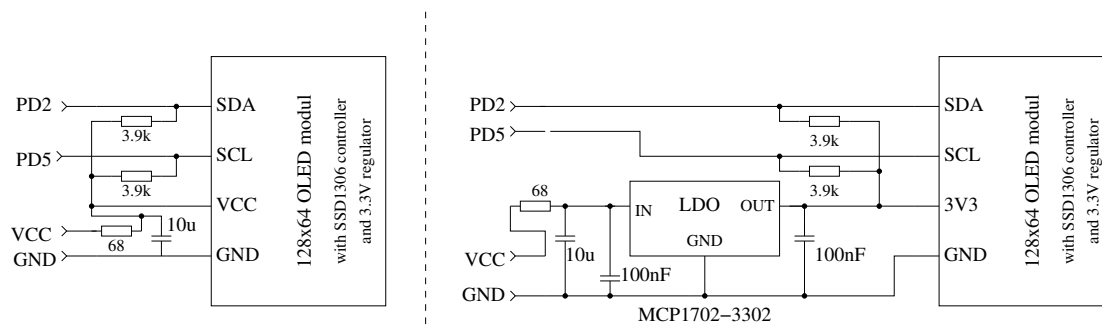 PD2
SDA
3.9k
PD5
SCL
3.9k
VCC
10u
VCC
68
GND
GND
128x64 OLED modul
with SSD1306 controller
and 3.3V regulator
PD2
SDA
3.9k
PD5
SCL
3.9k
68
IN
LDO
OUT
3V3
GND
VCC
10u
100nF
100nF
GND
GND
MCP1702-3302
128x64 OLED modul
with SSD1306 controller
and 3.3V regulator